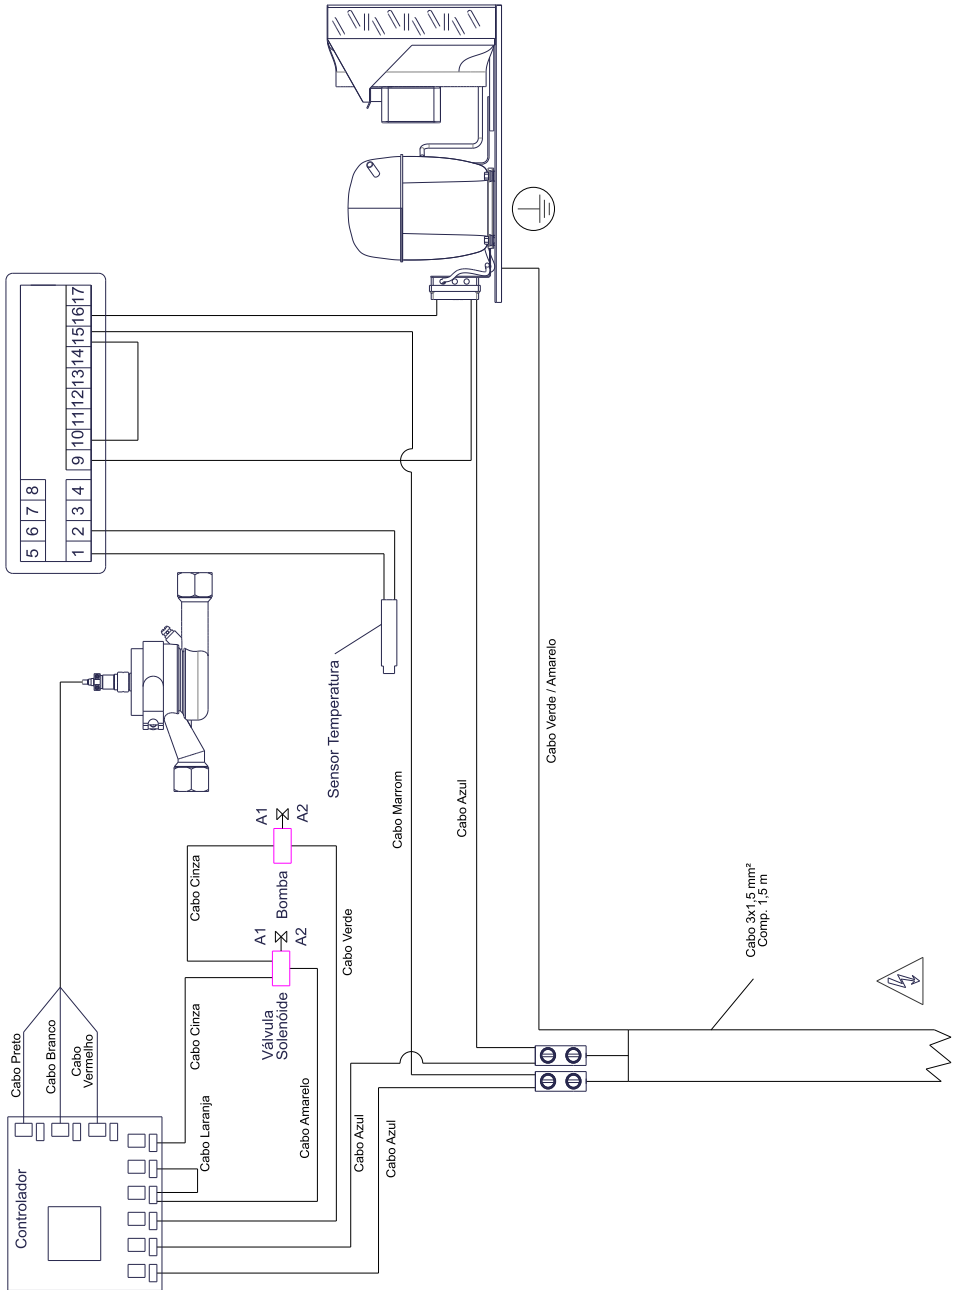 5 6 7 8
1 2 3 4
9 10 11 12 13 14 15 16 17
Sensor Temperatura
A1
A2
Bomba
A1
A2
Válvula
Solenóide
Cabo Cinza
Cabo Verde
Cabo Cinza
Cabo Amarelo
Cabo Laranja
Cabo Preto
Cabo Branco
Cabo
Vermelho
Controlador
Cabo Azul
Cabo Azul
Cabo Marrom
Cabo Azul
Cabo Verde / Amarelo
Cabo 3x1,5 mm²
Comp. 1,5 m